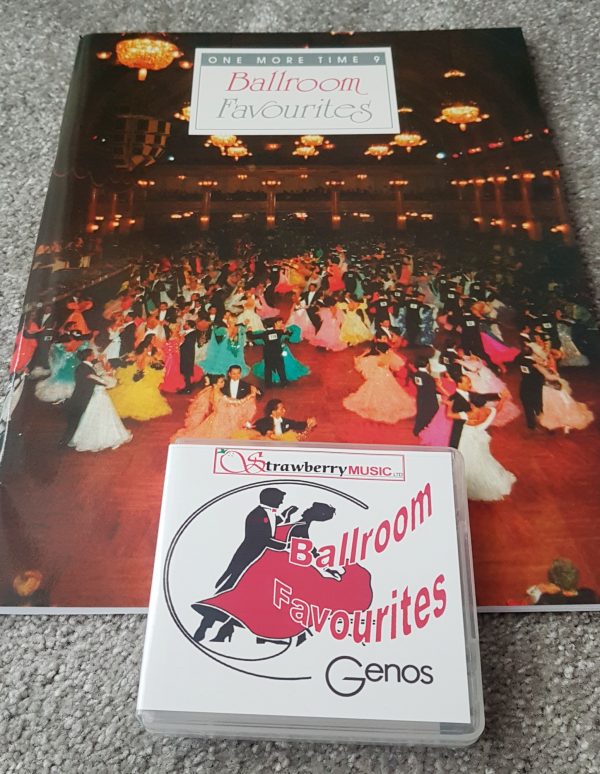 ONE MORE TIME 9
Ballroom
Favourites
Strawberry MUSIC LTD
Ballroom
Favourites
Genos